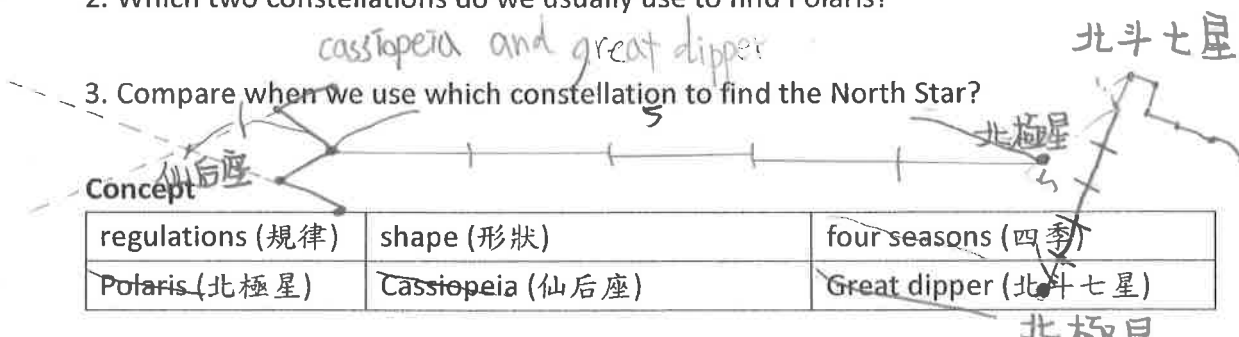 2. Which two constellations do we usually use to find Polaris?
cassiopeia and great dipper
北斗七星
3. Compare when we use which constellation to find the North Star?
5
北極星
仙后座
5
Concept
regulations (規律) shape (形狀) four seasons (四季)
Polaris (北極星) Cassiopeia (仙后座) Great dipper (北斗七星)
北極星